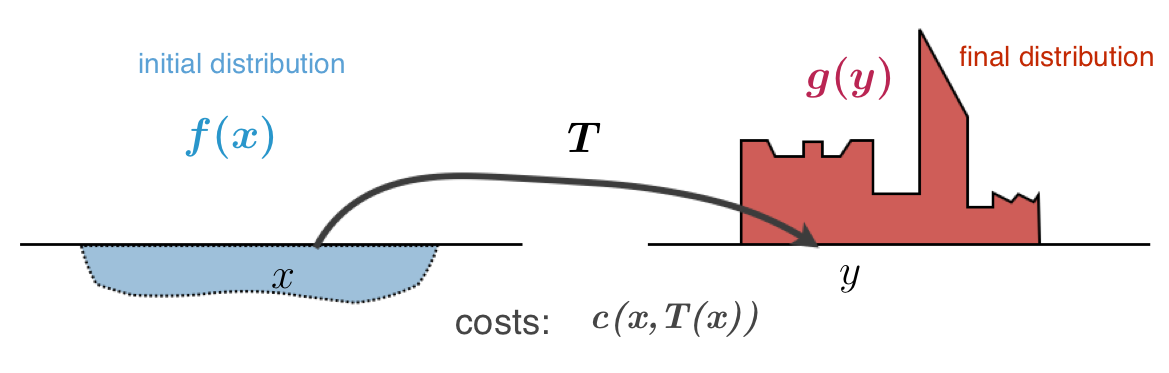 initial distribution
final distribution
g(y)
f(x)
T
x
y
costs: c(x, T(x))